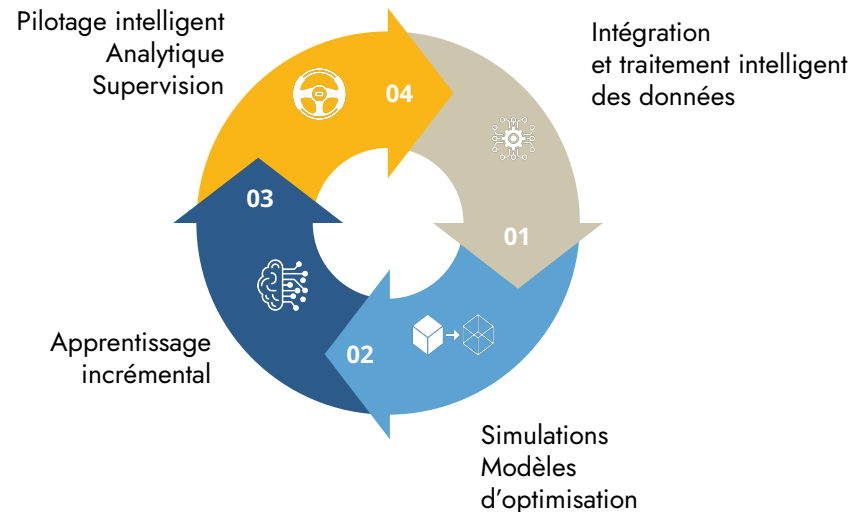 Pilotage intelligent
Analytique
Supervision
04
Intégration
et traitement intelligent
des données
01
03
02
Apprentissage
incrémental
Simulations
Modèles
d’optimisation